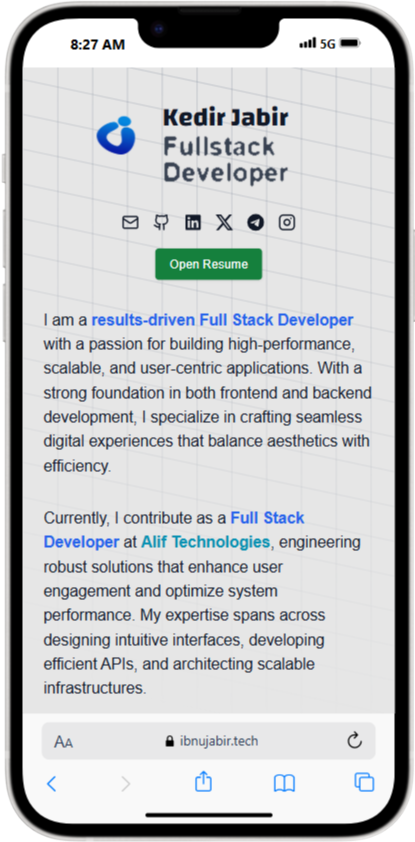 8:27 AM
5G
Kedir Jabir
Fullstack
Developer
Open Resume
I am a results-driven Full Stack Developer
with a passion for building high-performance,
scalable, and user-centric applications. With a
strong foundation in both frontend and backend
development, I specialize in crafting seamless
digital experiences that balance aesthetics with
efficiency.
Currently, I contribute as a Full Stack
Developer at Alif Technologies, engineering
robust solutions that enhance user
engagement and optimize system
performance. My expertise spans across
designing intuitive interfaces, developing
efficient APIs, and architecting scalable
infrastructures.
AA
ibnujabir.tech